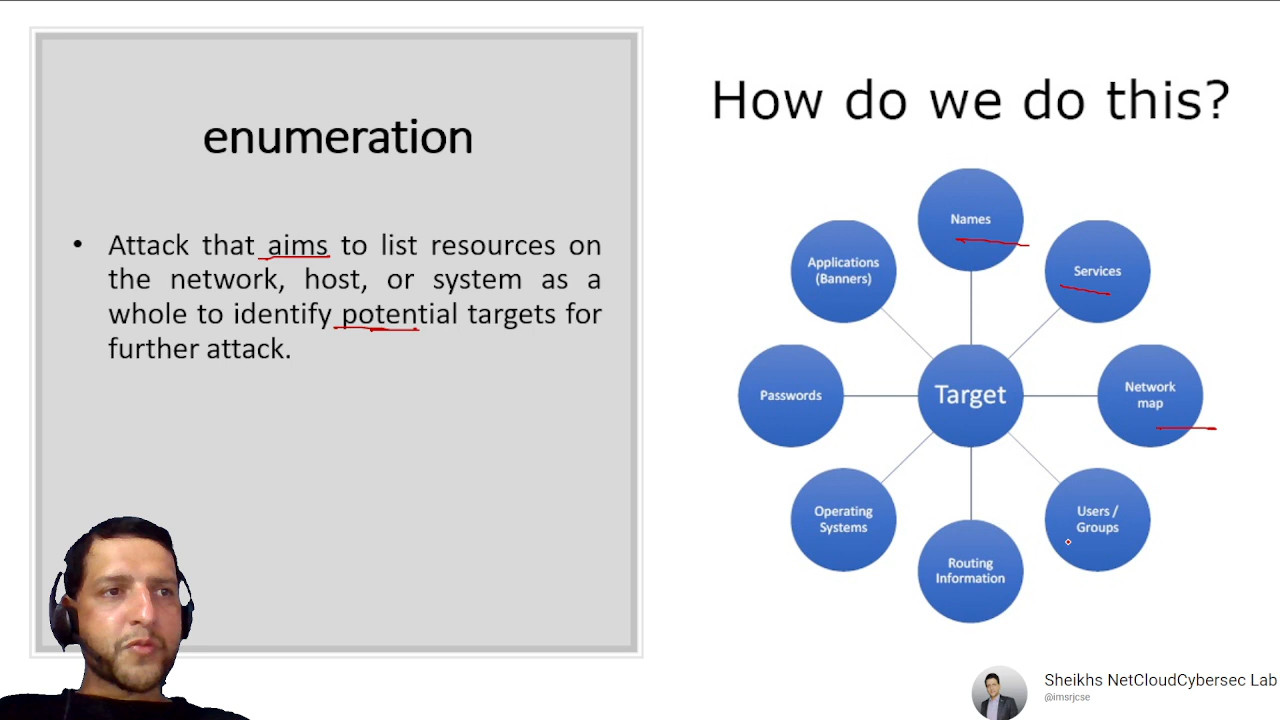 enumeration
• Attack that aims to list resources on
the network, host, or system as a
whole to identify potential targets for
further attack.
How do we do this?
Names
Services
Applications
(Banners)
Passwords
Target
Network
map
Operating
Systems
Users /
Groups
Routing
Information
Sheikhs NetCloudCybersec Lab
@imsrjcse